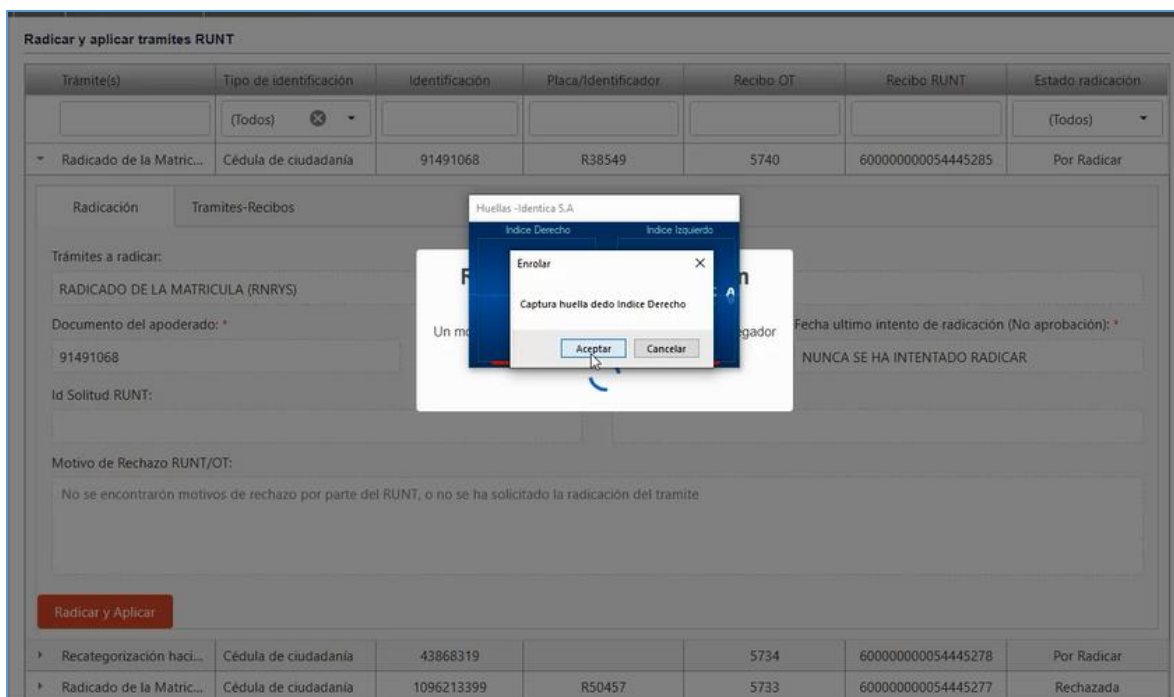 Radicar y aplicar tramites RUNT
Trámite(s) Tipo de identificación Identificación Placa/Identificador Recibo OT Recibo RUNT Estado radicación
(Todos) (Todos)
Radicado de la Matric... Cédula de ciudadanía 91491068 R38549 5740 600000000054445285 Por Radicar
Radicación Tramites-Recibos
Huellas -Identica S.A
Indice Derecho Indice Izquierdo
Enrolar
Captura huella dedo Indice Derecho
Aceptar Cancelar
Trámites a radicar:
RADICADO DE LA MATRICULA (RNRYS)
Documento del apoderado: *
Fecha ultimo intento de radicación (No aprobación): *
91491068
NUNCA SE HA INTENTADO RADICAR
Un
Id Solitud RUNT:
Motivo de Rechazo RUNT/OT:
No se encontrarón motivos de rechazo por parte del RUNT, o no se ha solicitado la radicación del tramite
Radicar y Aplicar
Recategorización haci... Cédula de ciudadanía 43868319 5734 600000000054445278 Por Radicar
Radicado de la Matric... Cédula de ciudadanía 1096213399 R50457 5733 600000000054445277 Rechazada